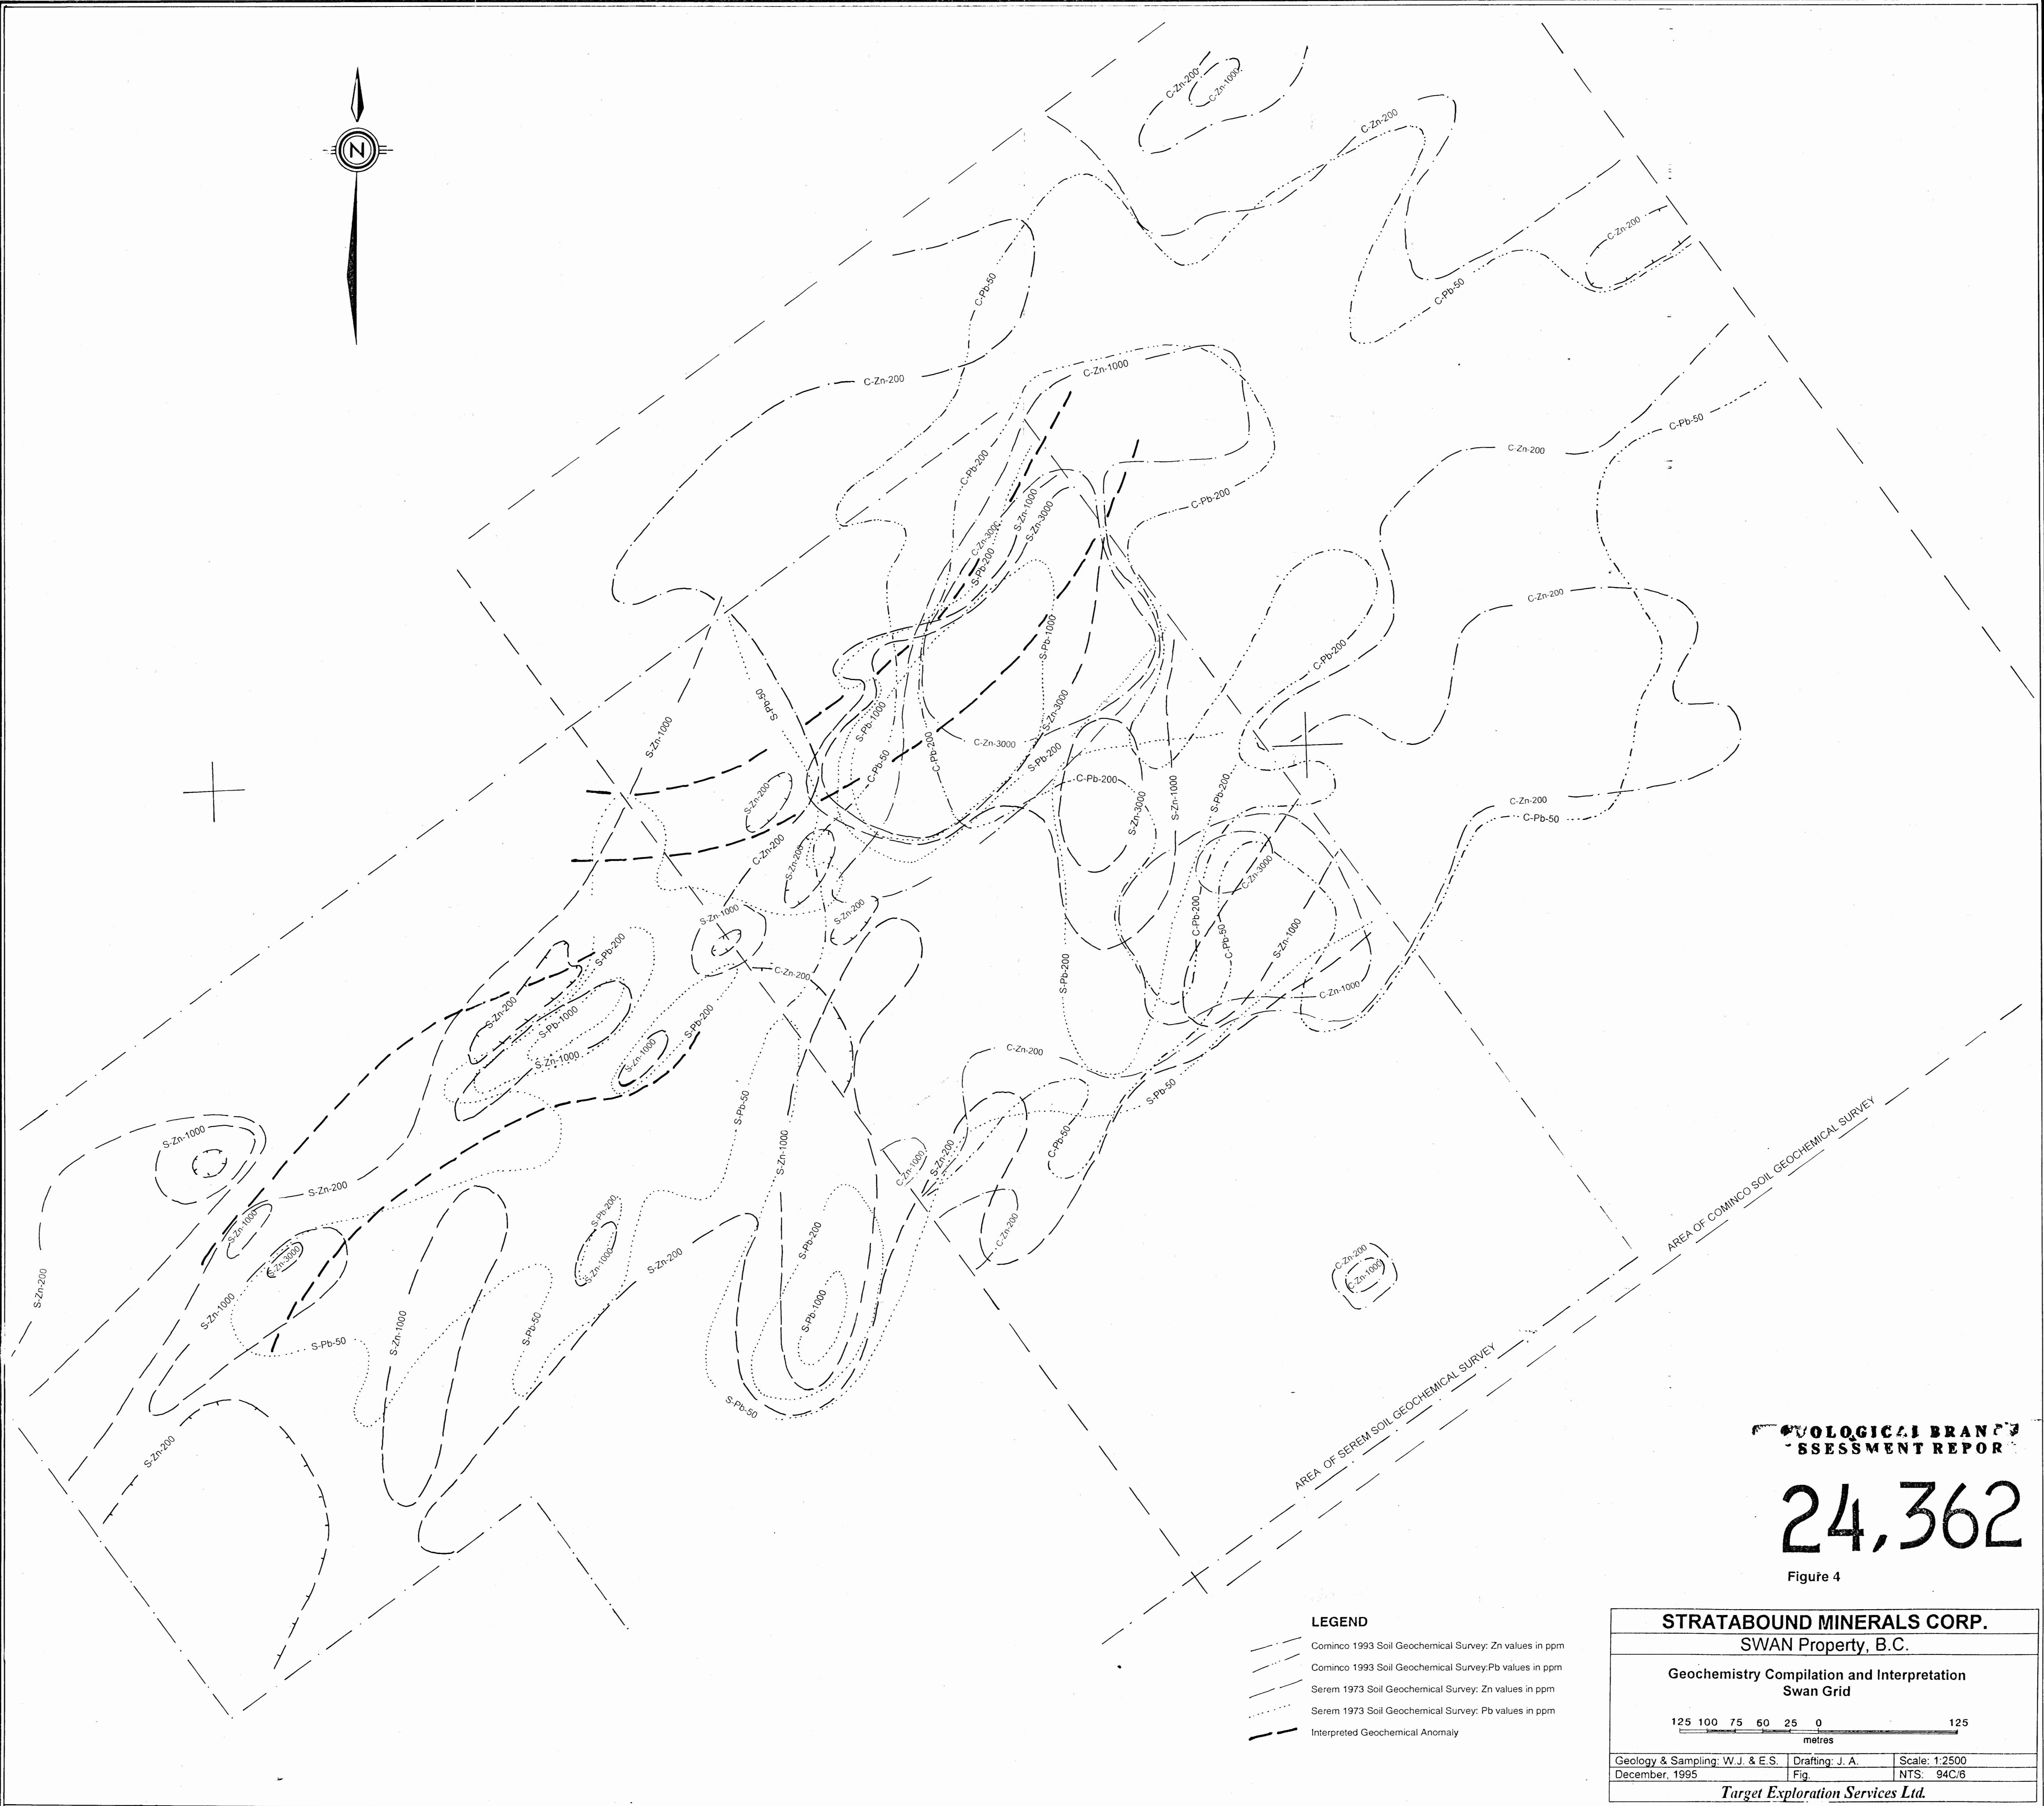 N
C-Zn-200
C-Zn-1000
C-Zn-200
C-Zn-200
C-Pb-50
C-Pb-50
C-Zn-200
C-Zn-1000
C-Pb-50
C-Pb-200
C-Zn-200
C-Pb-200
S-Zn-1000
S-Zn-3000
C-Zn-3000
S-Pb-200
C-Zn-200
S-Pb-1000
C-Pb-200
S-Pb-50
S-Zn-1000
S-Pb-1000
S-Zn-3000
C-Zn-3000
C-Pb-200
C-Pb-50
S-Pb-200
C-Pb-200
S-Zn-200
S-Zn-3000
S-Zn-1000
S-Pb-200
C-Zn-200
C-Pb-50
C-Zn-200
S-Zn-200
C-Zn-3000
S-Zn-1000
S-Zn-200
C-Pb-200
C-Pb-50
S-Zn-1000
S-Pb-200
C-Zn-200
S-Pb-200
C-Zn-1000
S-Zn-200
S-Pb-1000
S-Pb-200
S-Zn-1000
S-Zn-1000
C-Zn-200
S-Pb-50
S-Pb-50
S-Zn-1000
S-Zn-1000
C-Pb-50
S-Zn-200
C-Zn-1000
AREA OF COMINCO SOIL GEOCHEMICAL SURVEY
S-Zn-200
S-Zn-1000
S-Pb-200
S-Pb-200
C-Zn-200
S-Zn-3000
S-Zn-1000
S-Zn-200
C-Zn-200
C-Zn-1000
S-Zn-200
S-Zn-1000
S-Pb-1000
S-Pb-50
S-Zn-1000
S-Pb-50
AREA OF SEREM SOIL GEOCHEMICAL SURVEY
S-Pb-50
S-Zn-200
OLOGICAL BRAN
SSESSMENT REPOR
24,362
Figure 4
LEGEND
Cominco 1993 Soil Geochemical Survey: Zn values in ppm
Cominco 1993 Soil Geochemical Survey:Pb values in ppm
Serem 1973 Soil Geochemical Survey: Zn values in ppm
Serem 1973 Soil Geochemical Survey: Pb values in ppm
Interpreted Geochemical Anomaly
STRATABOUND MINERALS CORP.
SWAN Property, B.C.
Geochemistry Compilation and Interpretation
Swan Grid
125 100 75 50 25 0 125
metres
Geology & Sampling: W.J. & E.S. Drafting: J. A. Scale: 1:2500
December, 1995 Fig. NTS: 94C/6
Target Exploration Services Ltd.